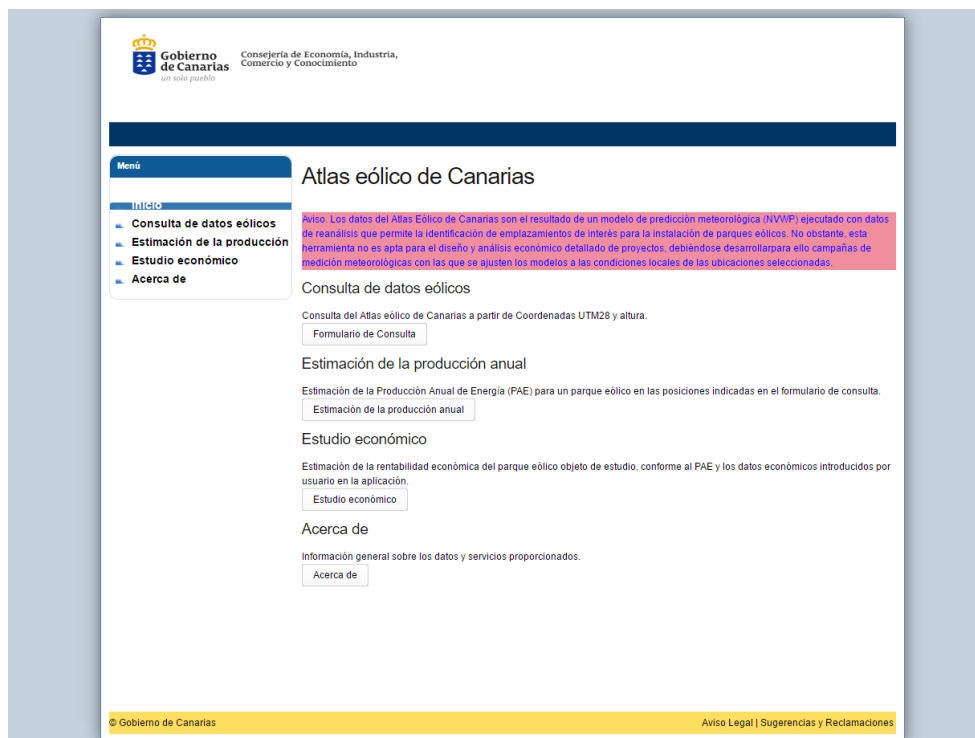 Gobierno
de Canarias
un solo pueblo
Consejería de Economía, Industria,
Comercio y Conocimiento
Menú
Inicio
Consulta de datos eólicos
Estimación de la producción
Estudio económico
Acerca de
Atlas eólico de Canarias
Aviso. Los datos del Atlas Eólico de Canarias son el resultado de un modelo de predicción meteorológica (NVWP) ejecutado con datos
de reanálisis que permite la identificación de emplazamientos de interès para la instalación de parques eólicos. No obstante, esta
herramienta no es apta para el diseño y análisis económico detallado de proyectos, debièndose desarrollarpara ello campañas de
medición meteorológicas con las que se ajusten los modelos a las condiciones locales de las ubicaciones seleccionadas.
Consulta de datos eólicos
Consulta del Atlas eólico de Canarias a partir de Coordenadas UTM28 y altura.
Formulario de Consulta
Estimación de la producción anual
Estimación de la Producción Anual de Energía (PAE) para un parque eólico en las posiciones indicadas en el formulario de consulta.
Estimación de la producción anual
Estudio económico
Estimación de la rentabilidad económica del parque eólico objeto de estudio, conforme al PAE y los datos económicos introducidos por
usuario en la aplicación.
Estudio económico
Acerca de
Información general sobre los datos y servicios proporcionados.
Acerca de
© Gobierno de Canarias
Aviso Legal | Sugerencias y Reclamaciones